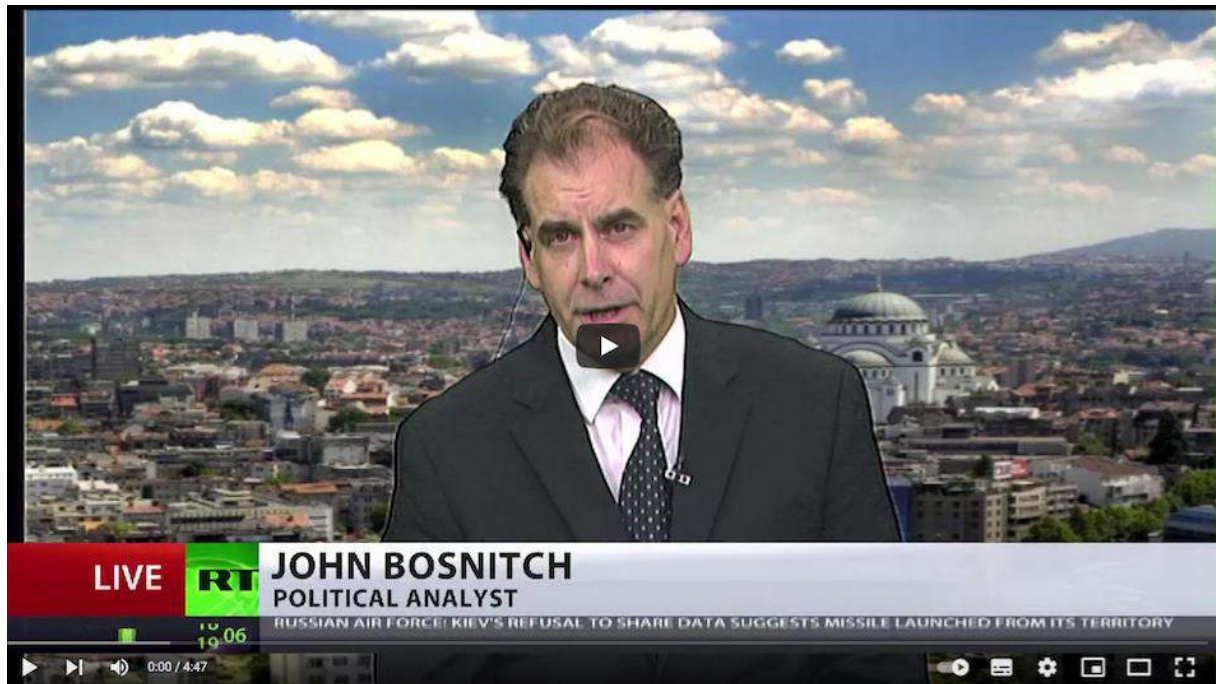 LIVE
RT
JOHN BOSNITCH
POLITICAL ANALYST
19 06
RUSSIAN AIR FORCE: KIEV'S REFUSAL TO SHARE DATA SUGGESTS MISSILE LAUNCHED FROM ITS TERRITORY
0:00 / 4:47